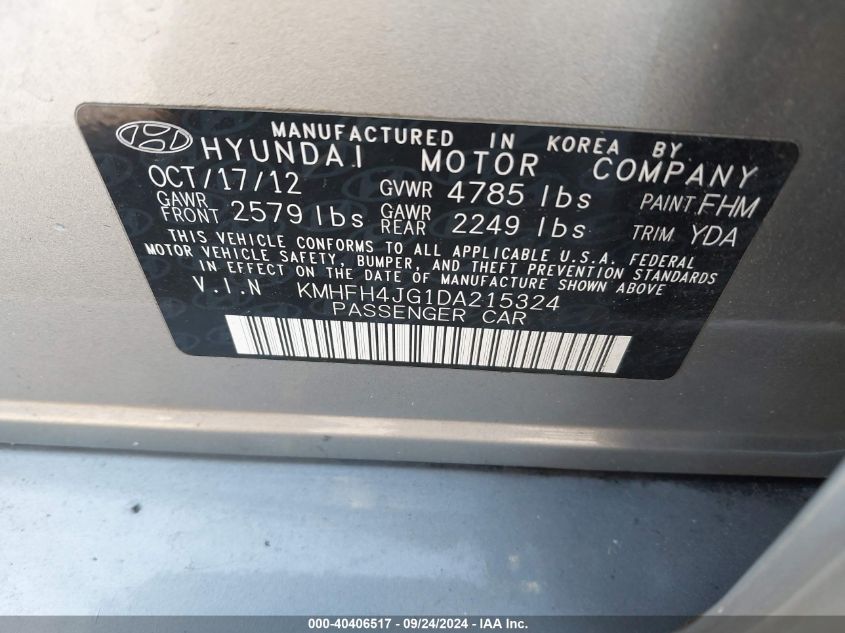 MANUFACTURED IN KOREA BY
HYUNDAI MOTOR COMPANY
OCT/17/12 GVWR 4785 lbs PAINT FHM
GAWR FRONT 2579 lbs GAWR REAR 2249 lbs TRIM YDA
THIS VEHICLE CONFORMS TO ALL APPLICABLE U.S.A. FEDERAL
MOTOR VEHICLE SAFETY, BUMPER, AND THEFT PREVENTION STANDARDS
IN EFFECT ON THE DATE OF MANUFACTURE SHOWN ABOVE
V.I.N KMHFH4JG1DA215324
PASSENGER CAR
000-40406517 - 09/24/2024 - IAA Inc.